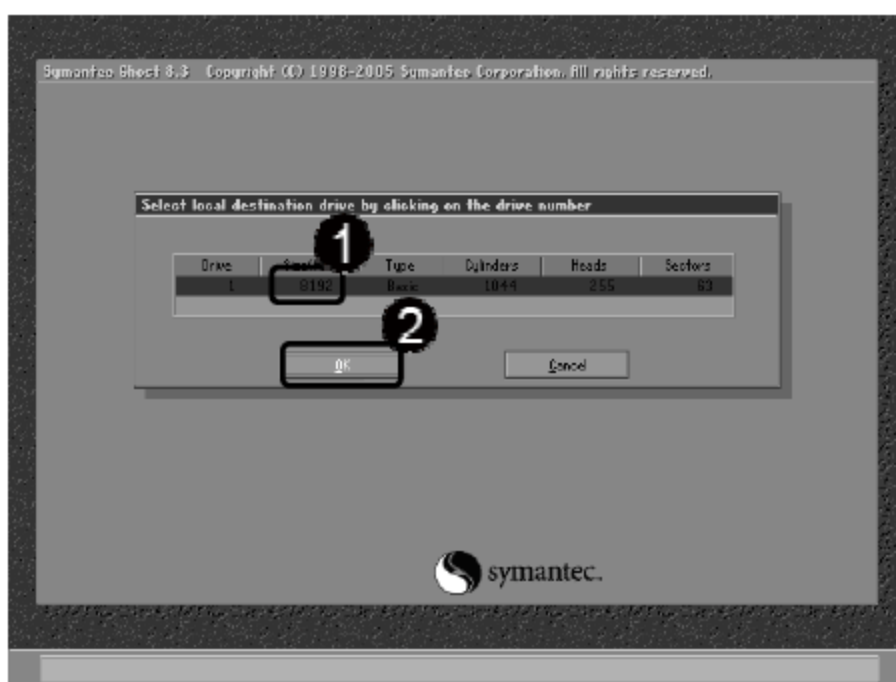 Symantec Ghost 8.3 Copyright (C) 1998-2005 Symantec Corporation. All rights reserved.
Select local destination drive by clicking on the drive number
1
Drive Type Cylinders Heads Sectors
1 8192 Basic 1044 255 63
2
OK Cancel
symantec.